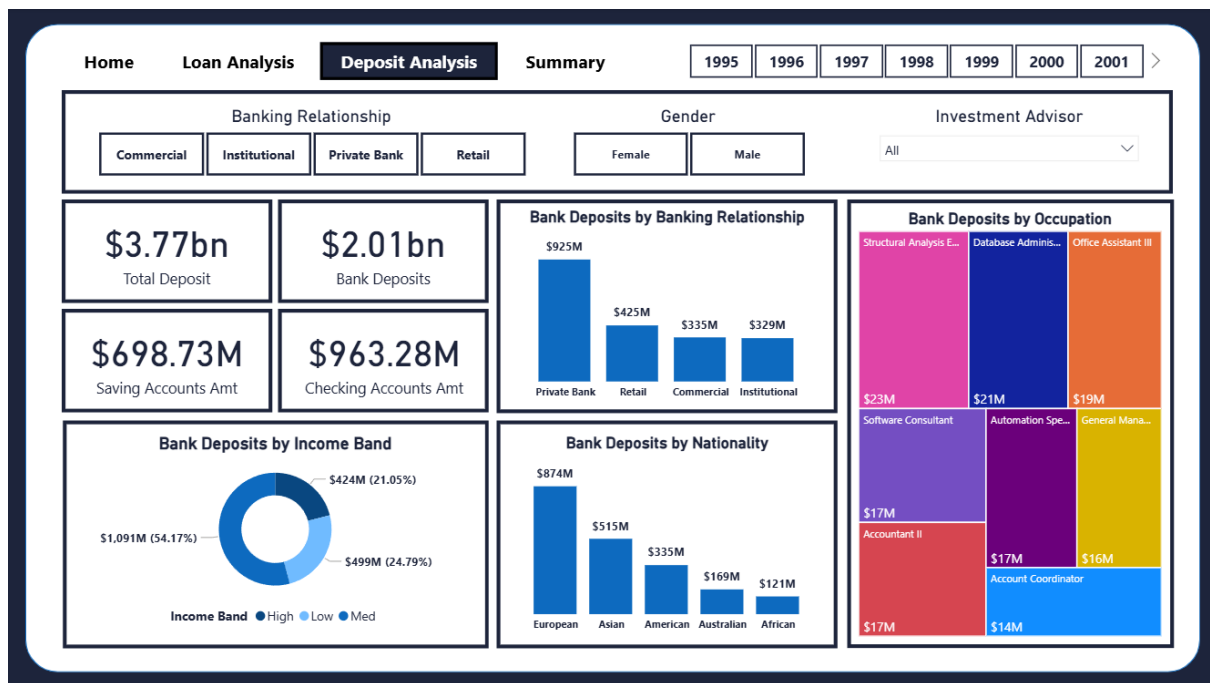 Home Loan Analysis Deposit Analysis Summary 1995 1996 1997 1998 1999 2000 2001
Banking Relationship Gender Investment Advisor
Commercial Institutional Private Bank Retail Female Male All
$3.77bn
Total Deposit
$2.01bn
Bank Deposits
$698.73M
Saving Accounts Amt
$963.28M
Checking Accounts Amt
Bank Deposits by Banking Relationship
$925M
$425M
$335M $329M
Private Bank Retail Commercial Institutional
Bank Deposits by Occupation
Structural Analysis E... Database Adminis... Office Assistant III
$23M $21M $19M
Software Consultant Automation Spe... General Mana...
$17M
Accountant II
$17M $16M
Account Coordinator
$17M $14M
Bank Deposits by Income Band
$424M (21.05%)
$1,091M (54.17%)
$499M (24.79%)
Income Band High Low Med
Bank Deposits by Nationality
$874M
$515M
$335M
$169M
$121M
European Asian American Australian African